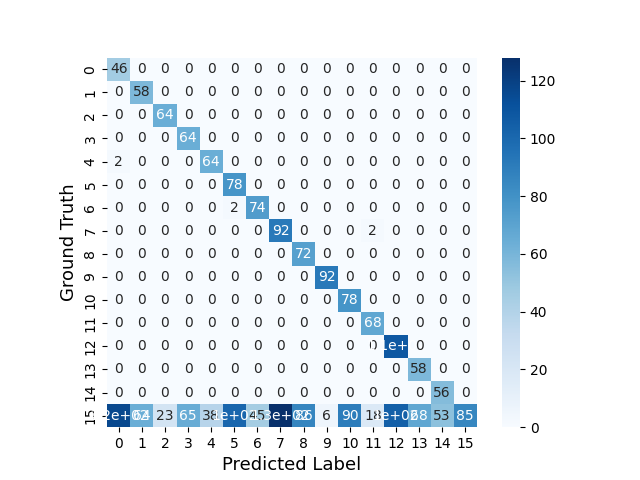 0 46 0 0 0 0 0 0 0 0 0 0 0 0 0 0 0
1 0 58 0 0 0 0 0 0 0 0 0 0 0 0 0 0
2 0 0 64 0 0 0 0 0 0 0 0 0 0 0 0 0
3 0 0 0 64 0 0 0 0 0 0 0 0 0 0 0 0
4 2 0 0 0 64 0 0 0 0 0 0 0 0 0 0 0
5 0 0 0 0 0 78 0 0 0 0 0 0 0 0 0 0
6 0 0 0 0 0 2 74 0 0 0 0 0 0 0 0 0
7 0 0 0 0 0 0 0 92 0 0 0 2 0 0 0 0
8 0 0 0 0 0 0 0 0 72 0 0 0 0 0 0 0
9 0 0 0 0 0 0 0 0 0 92 0 0 0 0 0 0
10 0 0 0 0 0 0 0 0 0 0 78 0 0 0 0 0
11 0 0 0 0 0 0 0 0 0 0 0 68 0 0 0 0
12 0 0 0 0 0 0 0 0 0 0 0 0 0 0
13 0 0 0 0 0 0 0 0 0 0 0 0 0 58 0 0
14 0 0 0 0 0 0 0 0 0 0 0 0 0 0 56 0
15 23 65 38 45 6 90 18 53 85
0 1 2 3 4 5 6 7 8 9 10 11 12 13 14 15
Predicted Label
Ground Truth
120
100
80
60
40
20
0